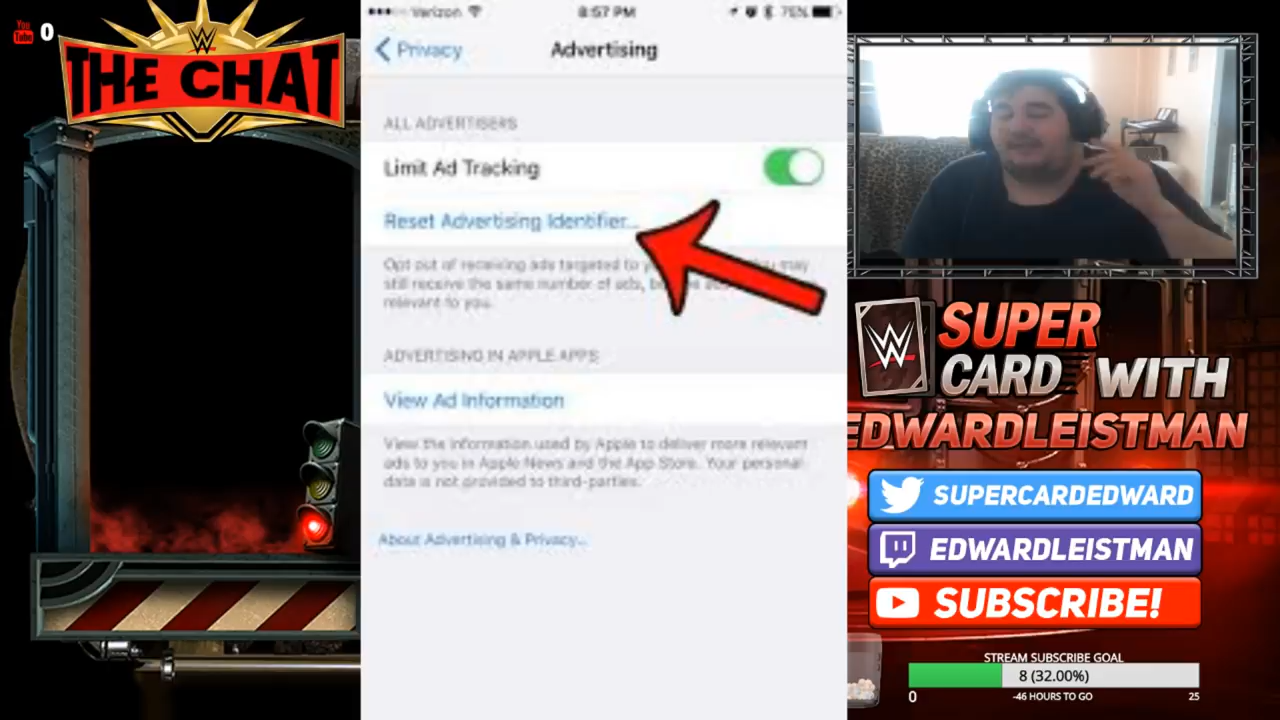 You
Tube
0
W
THE CHAT
Verizon
8:57 PM
75%
Privacy
Advertising
ALL ADVERTISERS
Limit Ad Tracking
Reset Advertising Identifier...
Opt out of receiving ads targeted to may
still receive the same number of ads,
relevant to you.
ADVERTISING IN APPLE APPS
View Ad Information
View the information used by Apple to deliver more relevant
ads to you in Apple News and the App Store. Your personal
data is not provided to third-parties.
About Advertising & Privacy...
W
SUPER
CARD WITH
EDWARDLEISTMAN
SUPERCARDEDWARD
EDWARDLEISTMAN
SUBSCRIBE!
STREAM SUBSCRIBE GOAL
8 (32.00%)
0
-46 HOURS TO GO
25